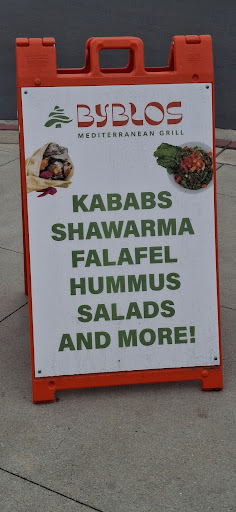 BYBLOS
MEDITERRANEAN GRILL
KABABS
SHAWARMA
FALAFEL
HUMMUS
SALADS
AND MORE!